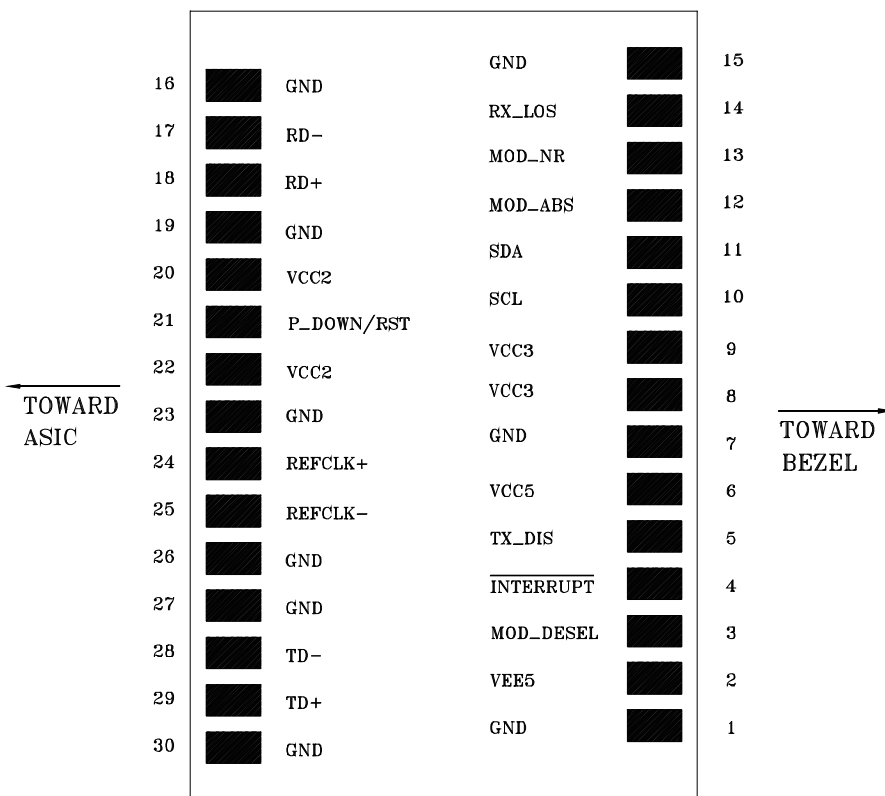 GND 15
16 GND
RX_LOS 14
17 RD-
MOD_NR 13
18 RD+
MOD_ABS 12
19 GND
SDA 11
20 VCC2
SCL 10
21 P_DOWN/RST
VCC3 9
22 VCC2
VCC3 8
TOWARD
ASIC
23 GND
GND 7
TOWARD
BEZEL
24 REFCLK+
VCC5 6
25 REFCLK-
TX_DIS 5
26 GND
INTERRUPT 4
27 GND
MOD_DESEL 3
28 TD-
VEE5 2
29 TD+
GND 1
30 GND